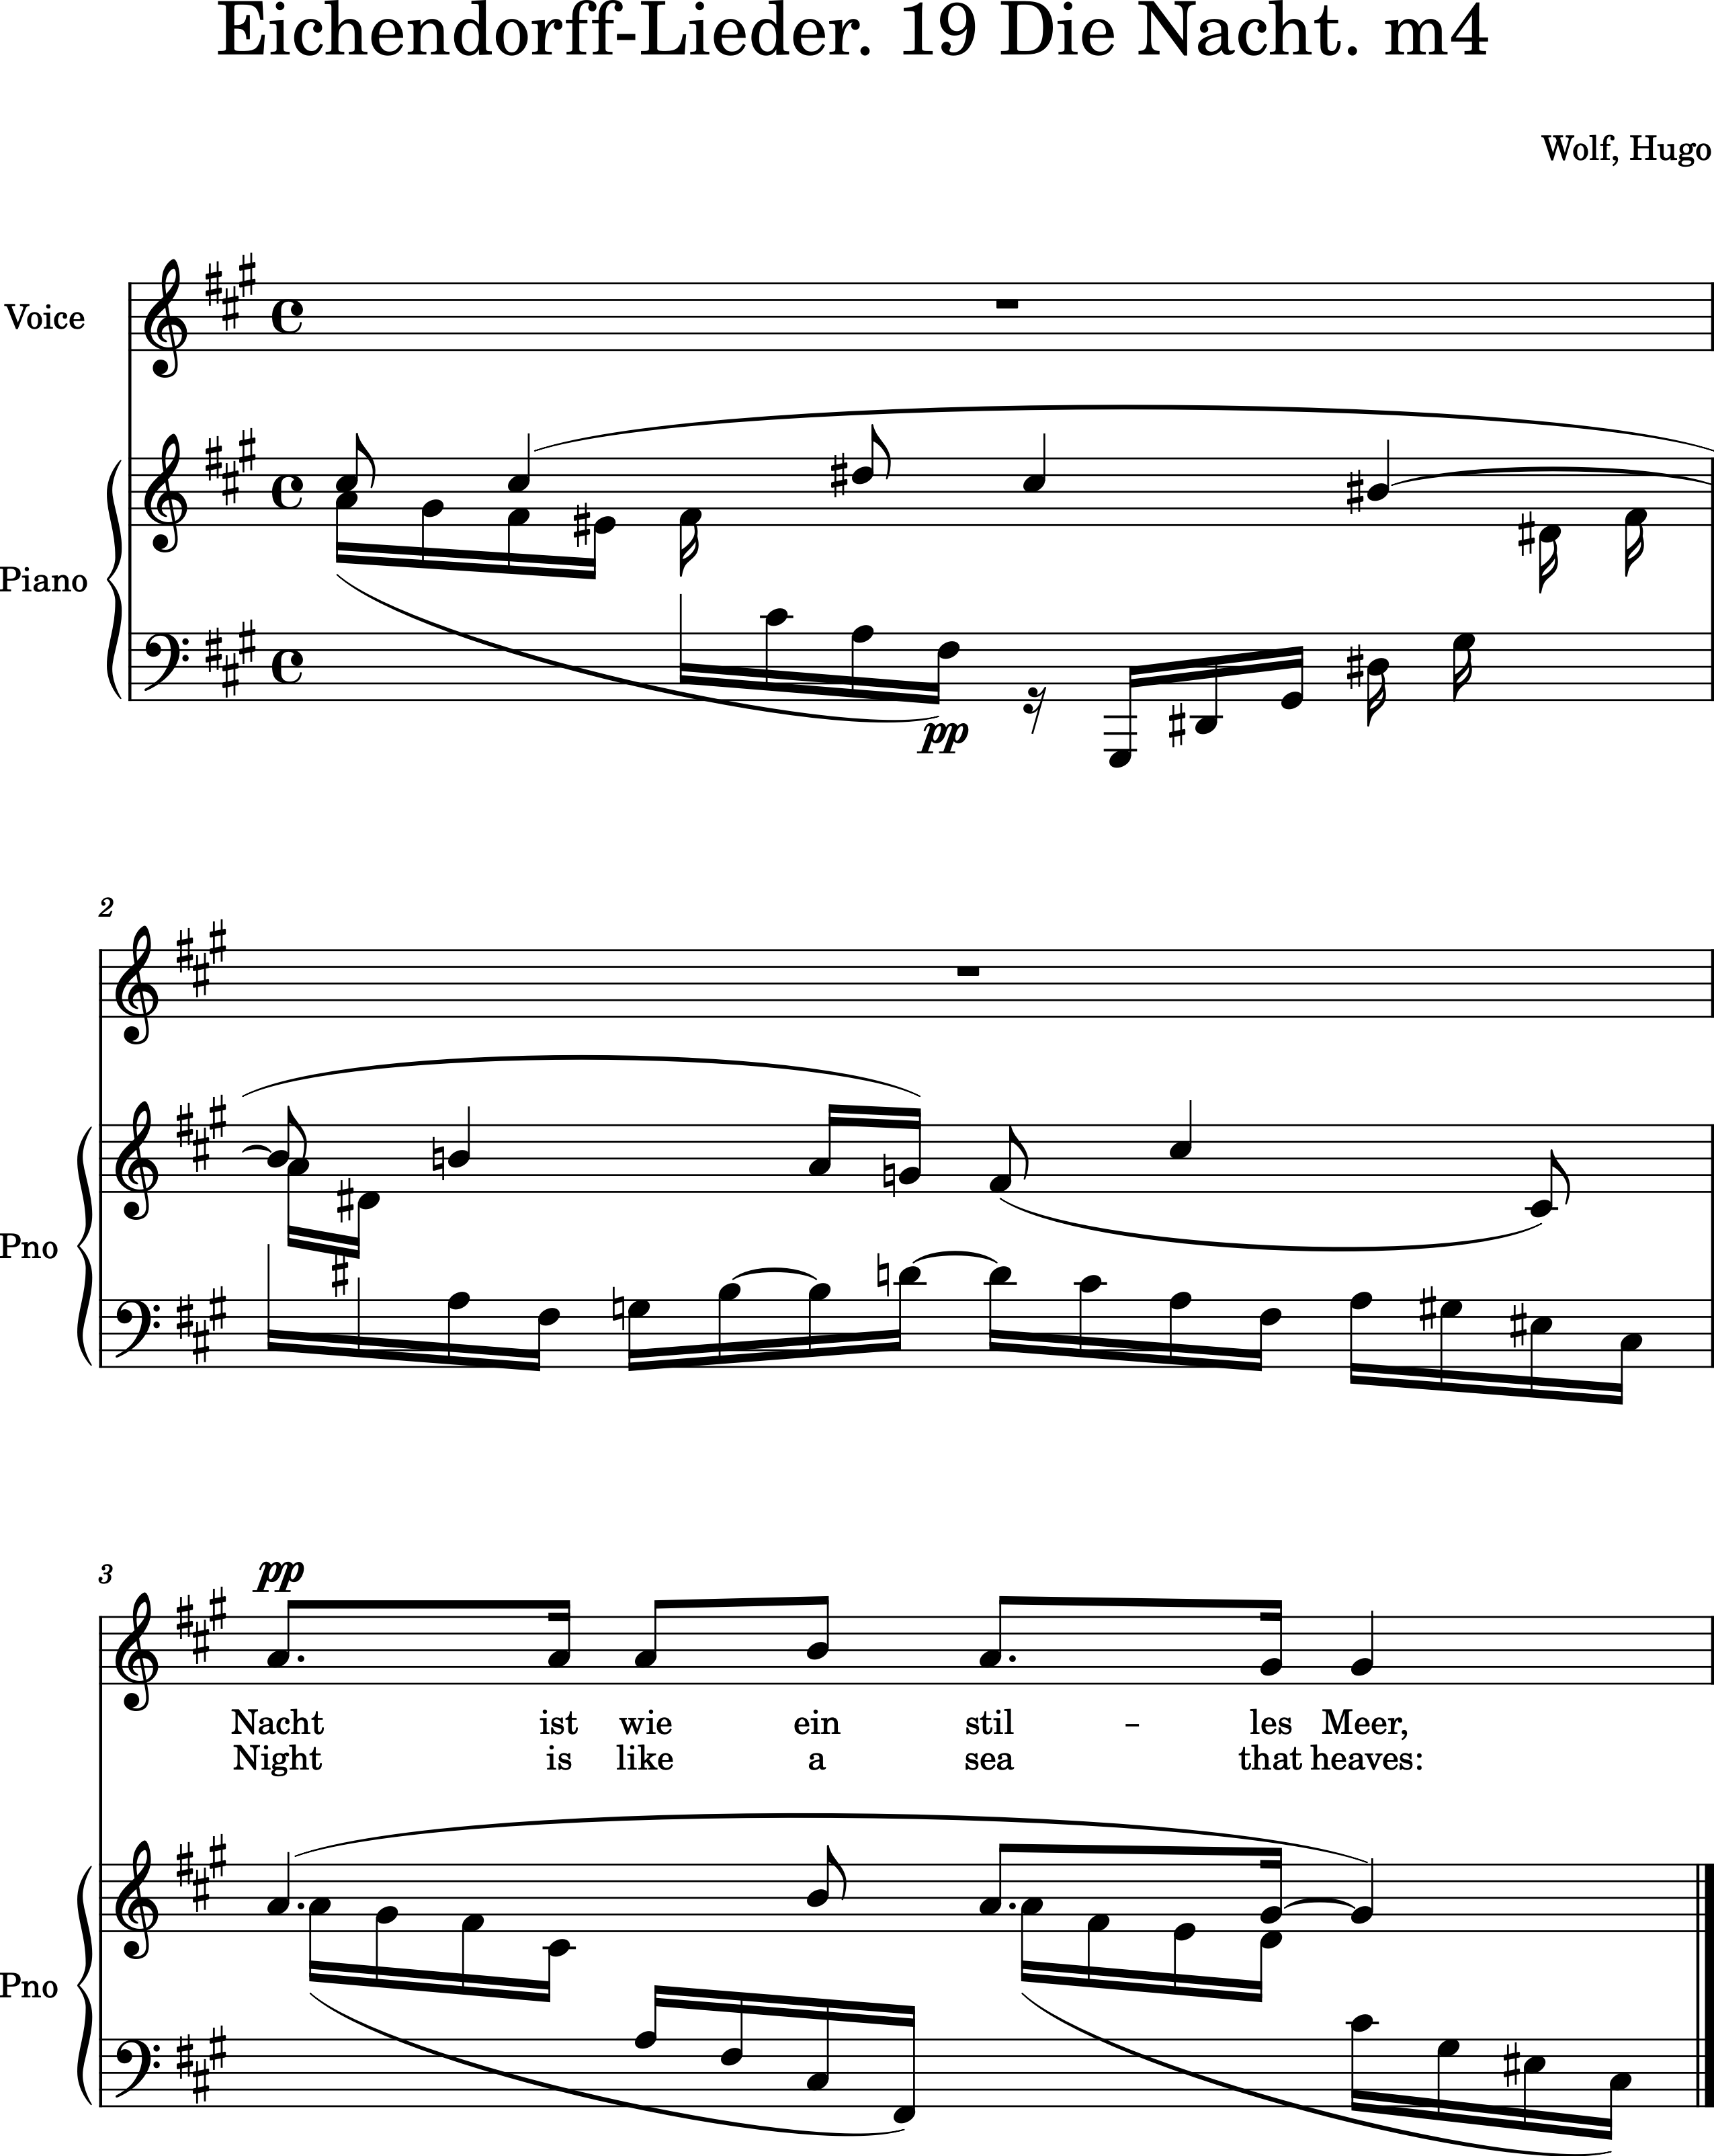 Eichendorff-Lieder. 19 Die Nacht. m4
Wolf, Hugo
Voice
Piano
pp
2
Pno
3
pp
Nacht ist wie ein stil - les Meer,
Night is like a sea that heaves:
Pno